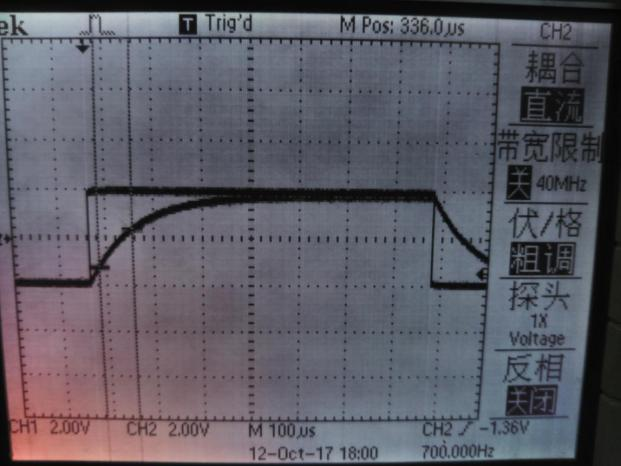 ek T Trig'd M Pos: 336.0µs CH2
耦合
直流
带宽限制
关 40MHz
伏/格
粗调
探头
1X
Voltage
反相
关闭
CH1 2.00V CH2 2.00V M 100µs CH2 -1.36V
12-Oct-17 18:00 700.000Hz